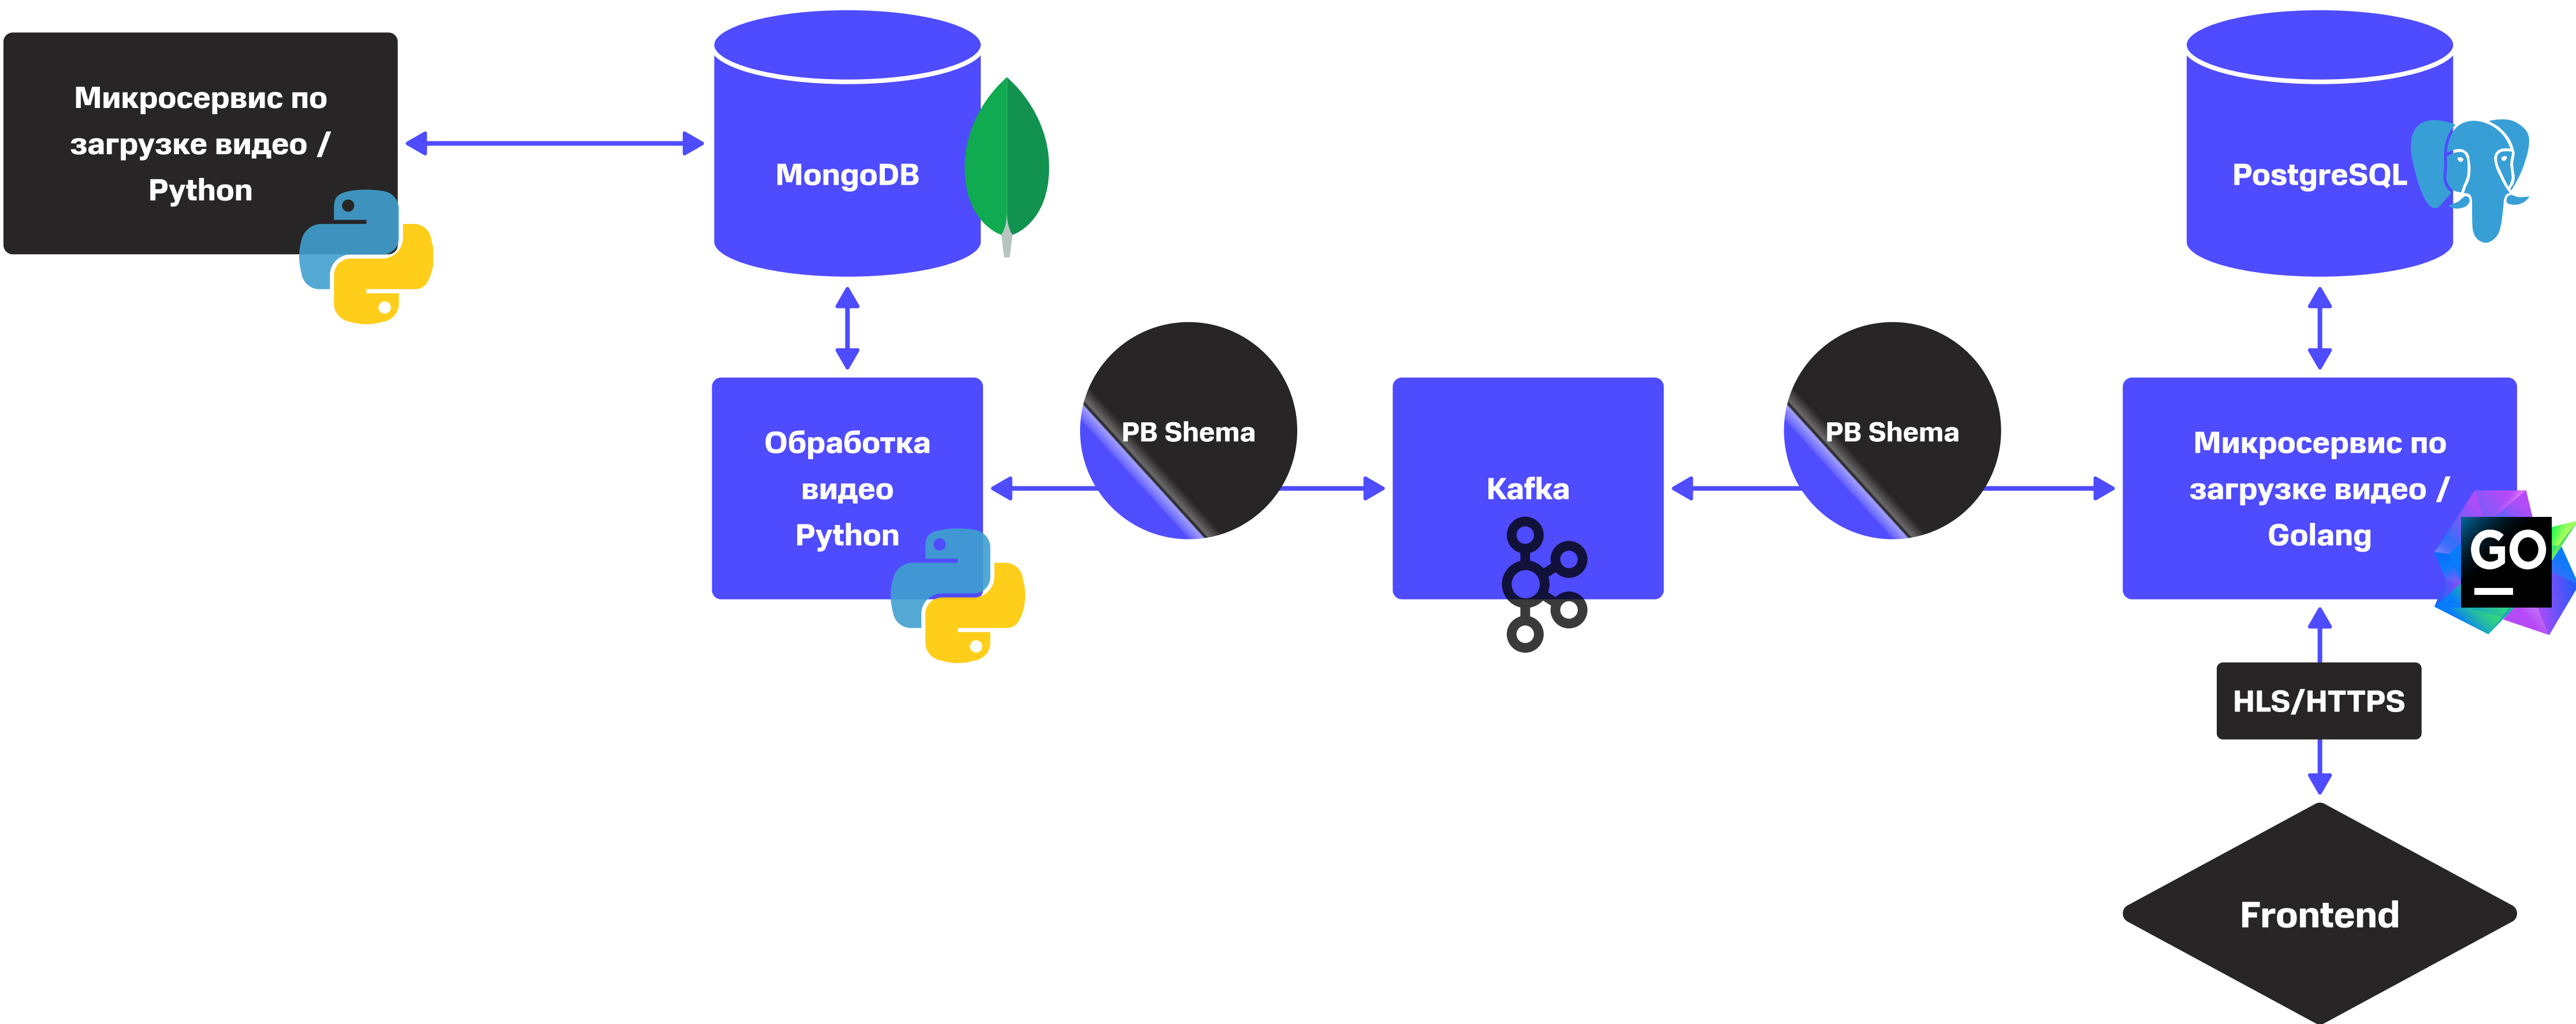 Микросервис по
загрузке видео /
Python
MongoDB
PostgreSQL
Обработка
видео
Python
PB Shema
Kafka
PB Shema
Микросервис по
загрузке видео /
Golang
GO
HLS/HTTPS
Frontend